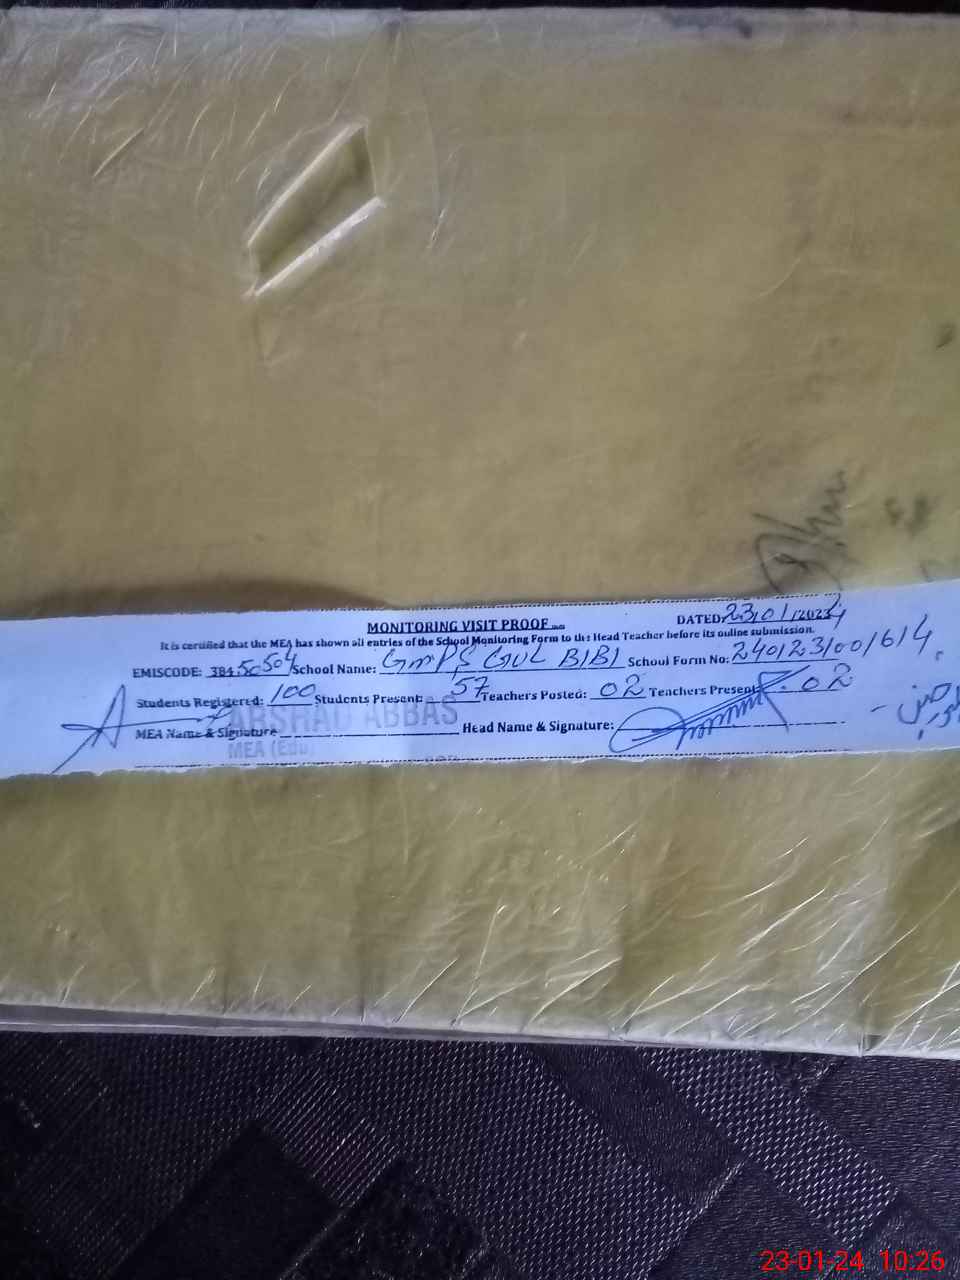 MONITORING VISIT PROOF
DATED: 23/01/2024
It is certified that the MEA has shown all entries of the School Monitoring Form to the Head Teacher before its online submission.
EMISCODE: 38450504 School Name: GMPS GUL BIBI School Form No: 240123/001614
Students Registered: 100 Students Present: 57 Teachers Posted: 02 Teachers Present: 02
MEA Name & Signature ARSHAD ABBAS Head Name & Signature:
MEA (Edu)
23-01-24 10:26